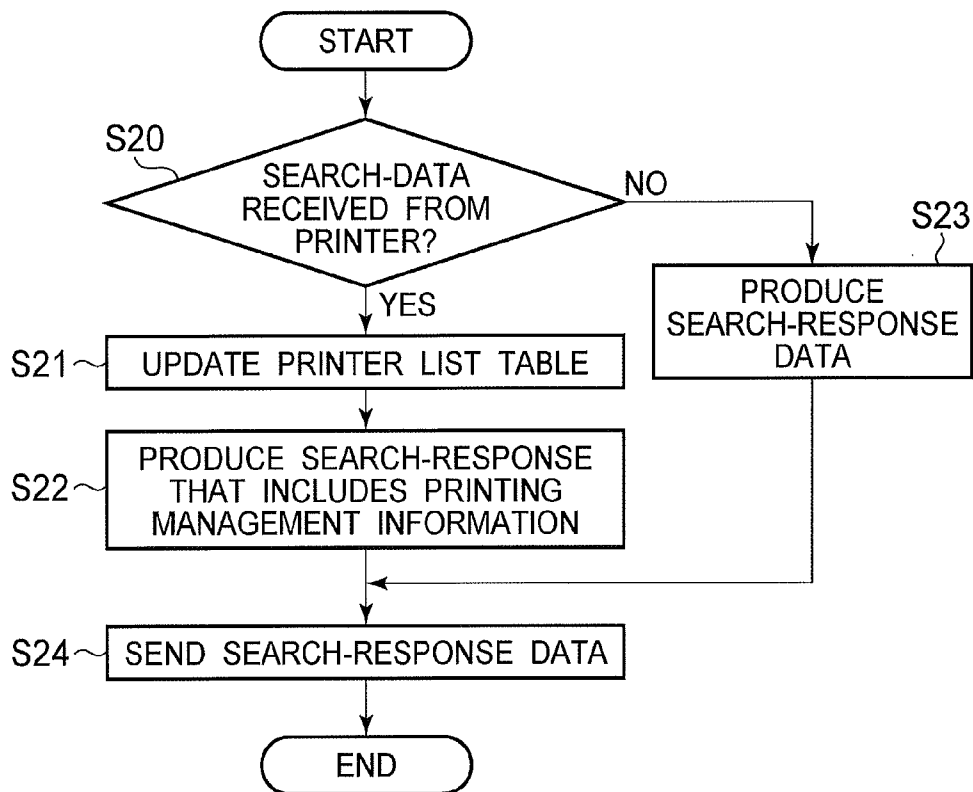 START
S20
SEARCH-DATA
RECEIVED FROM
PRINTER?
NO
S23
PRODUCE
SEARCH-RESPONSE
DATA
YES
S21
UPDATE PRINTER LIST TABLE
S22
PRODUCE SEARCH-RESPONSE
THAT INCLUDES PRINTING
MANAGEMENT INFORMATION
S24
SEND SEARCH-RESPONSE DATA
END